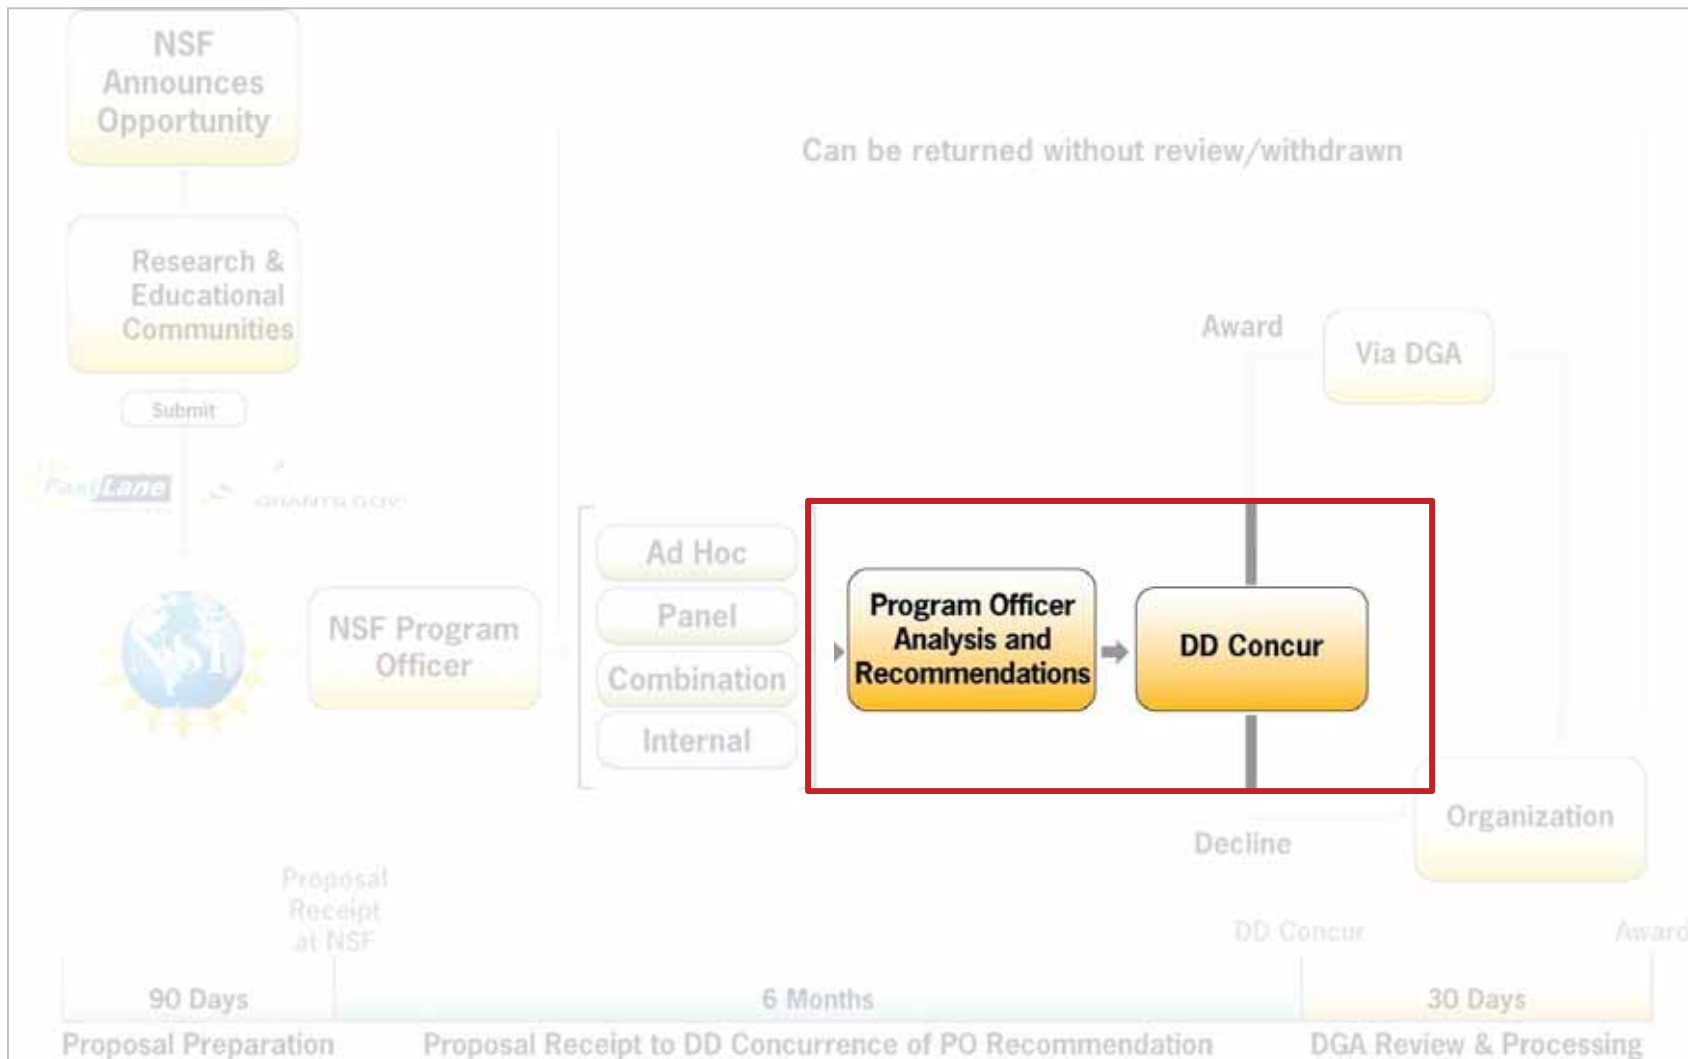 NSF
Announces
Opportunity
Can be returned without review/withdrawn
Research &
Educational
Communities
Submit
FastLane
GRANTS.GOV
Award
Via DGA
NSF
NSF Program
Officer
Ad Hoc
Panel
Combination
Internal
Program Officer
Analysis and
Recommendations
DD Concur
Decline
Organization
Proposal
Receipt
at NSF
DD Concur
Award
90 Days
6 Months
30 Days
Proposal Preparation
Proposal Receipt to DD Concurrence of PO Recommendation
DGA Review & Processing